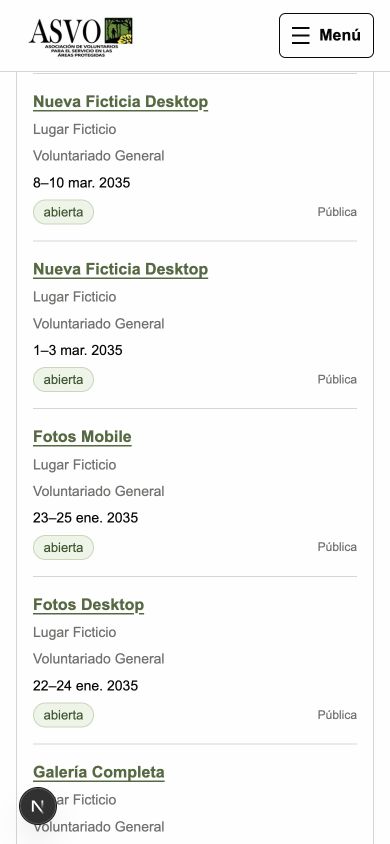 ASVO
ASOCIACIÓN DE VOLUNTARIOS
PARA EL SERVICIO EN LAS
ÁREAS PROTEGIDAS
Menú
Nueva Ficticia Desktop
Lugar Ficticio
Voluntariado General
8–10 mar. 2035
abierta
Pública
Nueva Ficticia Desktop
Lugar Ficticio
Voluntariado General
1–3 mar. 2035
abierta
Pública
Fotos Mobile
Lugar Ficticio
Voluntariado General
23–25 ene. 2035
abierta
Pública
Fotos Desktop
Lugar Ficticio
Voluntariado General
22–24 ene. 2035
abierta
Pública
Galería Completa
N
ar Ficticio
Voluntariado General